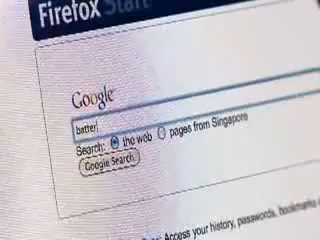 Firefox Start
Google
batter
Search: the web pages from Singapore
Google Search
Access your history, passwords, bookmarks